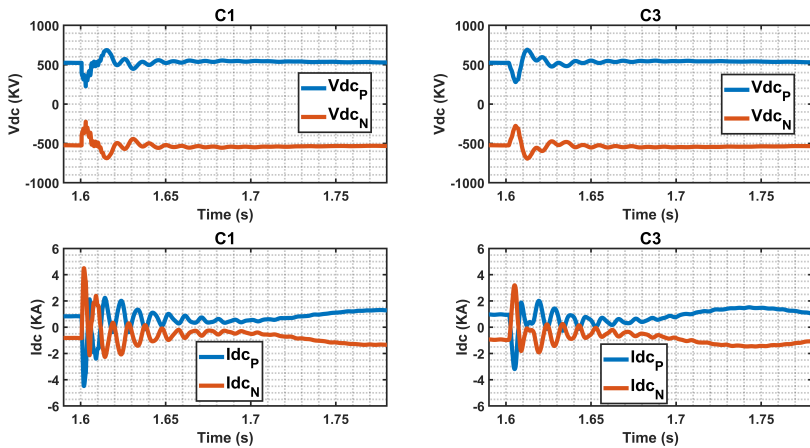 C1
1000
500
0
-500
-1000
Vdc (KV)
Vdc_P
Vdc_N
1.6 1.65 1.7 1.75
Time (s)
C3
1000
500
0
-500
-1000
Vdc (KV)
Vdc_P
Vdc_N
1.6 1.65 1.7 1.75
Time (s)
C1
6
4
2
0
-2
-4
-6
Idc (KA)
Idc_P
Idc_N
1.6 1.65 1.7 1.75
Time (s)
C3
6
4
2
0
-2
-4
-6
Idc (KA)
Idc_P
Idc_N
1.6 1.65 1.7 1.75
Time (s)